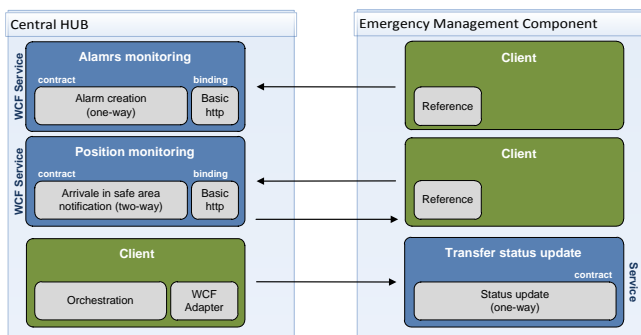 Central HUB
Emergency Management Component
WCF Service
Alamrs monitoring
contract
binding
Alarm creation
(one-way)
Basic
http
Client
Reference
WCF Service
Position monitoring
contract
binding
Arrivale in safe area
notification (two-way)
Basic
http
Client
Reference
Client
Orchestration
WCF
Adapter
Transfer status update
contract
Status update
(one-way)
Service